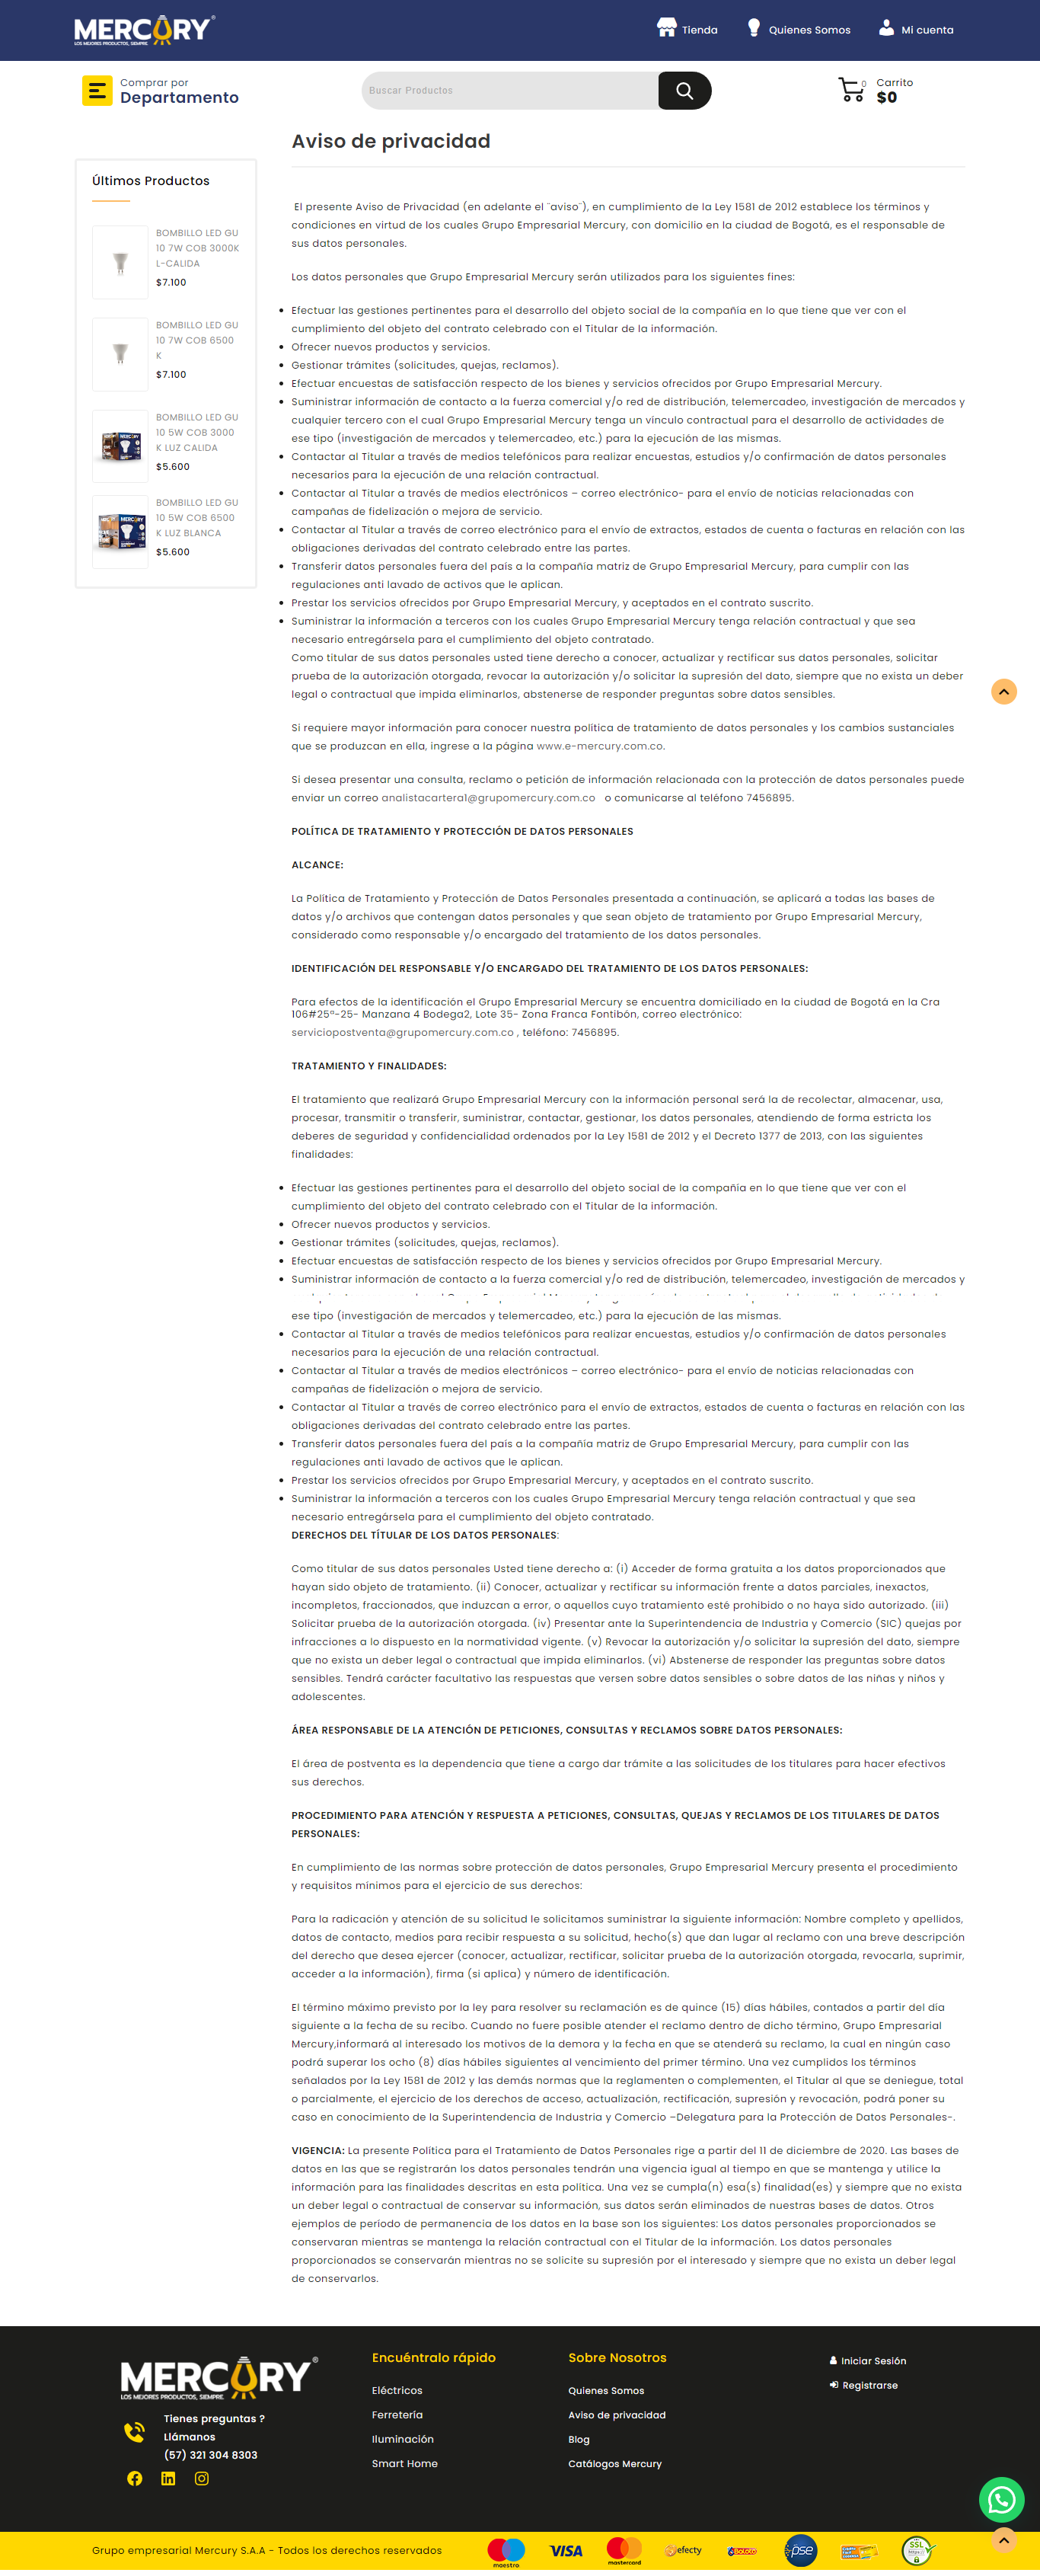 MERCURY®
LOS MEJORES PRODUCTOS, SIEMPRE
Tienda
Quienes Somos
Mi cuenta
Comprar por
Departamento
Buscar Productos
0
Carrito
$0
Aviso de privacidad
Últimos Productos
BOMBILLO LED GU
10 7W COB 3000K
L-CALIDA
$7.100
BOMBILLO LED GU
10 7W COB 6500
K
$7.100
BOMBILLO LED GU
10 5W COB 3000
K LUZ CALIDA
$5.600
BOMBILLO LED GU
10 5W COB 6500
K LUZ BLANCA
$5.600
El presente Aviso de Privacidad (en adelante el ¨aviso¨), en cumplimiento de la Ley 1581 de 2012 establece los términos y
condiciones en virtud de los cuales Grupo Empresarial Mercury, con domicilio en la ciudad de Bogotá, es el responsable de
sus datos personales.
Los datos personales que Grupo Empresarial Mercury serán utilizados para los siguientes fines:
• Efectuar las gestiones pertinentes para el desarrollo del objeto social de la compañía en lo que tiene que ver con el
cumplimiento del objeto del contrato celebrado con el Titular de la información.
• Ofrecer nuevos productos y servicios.
• Gestionar trámites (solicitudes, quejas, reclamos).
• Efectuar encuestas de satisfacción respecto de los bienes y servicios ofrecidos por Grupo Empresarial Mercury.
• Suministrar información de contacto a la fuerza comercial y/o red de distribución, telemercadeo, investigación de mercados y
cualquier tercero con el cual Grupo Empresarial Mercury tenga un vínculo contractual para el desarrollo de actividades de
ese tipo (investigación de mercados y telemercadeo, etc.) para la ejecución de las mismas.
• Contactar al Titular a través de medios telefónicos para realizar encuestas, estudios y/o confirmación de datos personales
necesarios para la ejecución de una relación contractual.
• Contactar al Titular a través de medios electrónicos – correo electrónico- para el envío de noticias relacionadas con
campañas de fidelización o mejora de servicio.
• Contactar al Titular a través de correo electrónico para el envío de extractos, estados de cuenta o facturas en relación con las
obligaciones derivadas del contrato celebrado entre las partes.
• Transferir datos personales fuera del país a la compañía matriz de Grupo Empresarial Mercury, para cumplir con las
regulaciones anti lavado de activos que le aplican.
• Prestar los servicios ofrecidos por Grupo Empresarial Mercury, y aceptados en el contrato suscrito.
• Suministrar la información a terceros con los cuales Grupo Empresarial Mercury tenga relación contractual y que sea
necesario entregársela para el cumplimiento del objeto contratado.
Como titular de sus datos personales usted tiene derecho a conocer, actualizar y rectificar sus datos personales, solicitar
prueba de la autorización otorgada, revocar la autorización y/o solicitar la supresión del dato, siempre que no exista un deber
legal o contractual que impida eliminarlos, abstenerse de responder preguntas sobre datos sensibles.
Si requiere mayor información para conocer nuestra política de tratamiento de datos personales y los cambios sustanciales
que se produzcan en ella, ingrese a la página www.e-mercury.com.co.
Si desea presentar una consulta, reclamo o petición de información relacionada con la protección de datos personales puede
enviar un correo analistacartera1@grupomercury.com.co o comunicarse al teléfono 7456895.
POLÍTICA DE TRATAMIENTO Y PROTECCIÓN DE DATOS PERSONALES
ALCANCE:
La Política de Tratamiento y Protección de Datos Personales presentada a continuación, se aplicará a todas las bases de
datos y/o archivos que contengan datos personales y que sean objeto de tratamiento por Grupo Empresarial Mercury,
considerado como responsable y/o encargado del tratamiento de los datos personales.
IDENTIFICACIÓN DEL RESPONSABLE Y/O ENCARGADO DEL TRATAMIENTO DE LOS DATOS PERSONALES:
Para efectos de la identificación el Grupo Empresarial Mercury se encuentra domiciliado en la ciudad de Bogotá en la Cra
106#25ª-25- Manzana 4 Bodega2, Lote 35- Zona Franca Fontibón, correo electrónico:
serviciopostventa@grupomercury.com.co , teléfono: 7456895.
TRATAMIENTO Y FINALIDADES:
El tratamiento que realizará Grupo Empresarial Mercury con la información personal será la de recolectar, almacenar, usa,
procesar, transmitir o transferir, suministrar, contactar, gestionar, los datos personales, atendiendo de forma estricta los
deberes de seguridad y confidencialidad ordenados por la Ley 1581 de 2012 y el Decreto 1377 de 2013, con las siguientes
finalidades:
• Efectuar las gestiones pertinentes para el desarrollo del objeto social de la compañía en lo que tiene que ver con el
cumplimiento del objeto del contrato celebrado con el Titular de la información.
• Ofrecer nuevos productos y servicios.
• Gestionar trámites (solicitudes, quejas, reclamos).
• Efectuar encuestas de satisfacción respecto de los bienes y servicios ofrecidos por Grupo Empresarial Mercury.
• Suministrar información de contacto a la fuerza comercial y/o red de distribución, telemercadeo, investigación de mercados y
ese tipo (investigación de mercados y telemercadeo, etc.) para la ejecución de las mismas.
• Contactar al Titular a través de medios telefónicos para realizar encuestas, estudios y/o confirmación de datos personales
necesarios para la ejecución de una relación contractual.
• Contactar al Titular a través de medios electrónicos – correo electrónico- para el envío de noticias relacionadas con
campañas de fidelización o mejora de servicio.
• Contactar al Titular a través de correo electrónico para el envío de extractos, estados de cuenta o facturas en relación con las
obligaciones derivadas del contrato celebrado entre las partes.
• Transferir datos personales fuera del país a la compañía matriz de Grupo Empresarial Mercury, para cumplir con las
regulaciones anti lavado de activos que le aplican.
• Prestar los servicios ofrecidos por Grupo Empresarial Mercury, y aceptados en el contrato suscrito.
• Suministrar la información a terceros con los cuales Grupo Empresarial Mercury tenga relación contractual y que sea
necesario entregársela para el cumplimiento del objeto contratado.
DERECHOS DEL TÍTULAR DE LOS DATOS PERSONALES:
Como titular de sus datos personales Usted tiene derecho a: (i) Acceder de forma gratuita a los datos proporcionados que
hayan sido objeto de tratamiento. (ii) Conocer, actualizar y rectificar su información frente a datos parciales, inexactos,
incompletos, fraccionados, que induzcan a error, o aquellos cuyo tratamiento esté prohibido o no haya sido autorizado. (iii)
Solicitar prueba de la autorización otorgada. (iv) Presentar ante la Superintendencia de Industria y Comercio (SIC) quejas por
infracciones a lo dispuesto en la normatividad vigente. (v) Revocar la autorización y/o solicitar la supresión del dato, siempre
que no exista un deber legal o contractual que impida eliminarlos. (vi) Abstenerse de responder las preguntas sobre datos
sensibles. Tendrá carácter facultativo las respuestas que versen sobre datos sensibles o sobre datos de las niñas y niños y
adolescentes.
ÁREA RESPONSABLE DE LA ATENCIÓN DE PETICIONES, CONSULTAS Y RECLAMOS SOBRE DATOS PERSONALES:
El área de postventa es la dependencia que tiene a cargo dar trámite a las solicitudes de los titulares para hacer efectivos
sus derechos.
PROCEDIMIENTO PARA ATENCIÓN Y RESPUESTA A PETICIONES, CONSULTAS, QUEJAS Y RECLAMOS DE LOS TITULARES DE DATOS
PERSONALES:
En cumplimiento de las normas sobre protección de datos personales, Grupo Empresarial Mercury presenta el procedimiento
y requisitos mínimos para el ejercicio de sus derechos:
Para la radicación y atención de su solicitud le solicitamos suministrar la siguiente información: Nombre completo y apellidos,
datos de contacto, medios para recibir respuesta a su solicitud, hecho(s) que dan lugar al reclamo con una breve descripción
del derecho que desea ejercer (conocer, actualizar, rectificar, solicitar prueba de la autorización otorgada, revocarla, suprimir,
acceder a la información), firma (si aplica) y número de identificación.
El término máximo previsto por la ley para resolver su reclamación es de quince (15) días hábiles, contados a partir del día
siguiente a la fecha de su recibo. Cuando no fuere posible atender el reclamo dentro de dicho término, Grupo Empresarial
Mercury,informará al interesado los motivos de la demora y la fecha en que se atenderá su reclamo, la cual en ningún caso
podrá superar los ocho (8) días hábiles siguientes al vencimiento del primer término. Una vez cumplidos los términos
señalados por la Ley 1581 de 2012 y las demás normas que la reglamenten o complementen, el Titular al que se deniegue, total
o parcialmente, el ejercicio de los derechos de acceso, actualización, rectificación, supresión y revocación, podrá poner su
caso en conocimiento de la Superintendencia de Industria y Comercio –Delegatura para la Protección de Datos Personales-.
VIGENCIA: La presente Política para el Tratamiento de Datos Personales rige a partir del 11 de diciembre de 2020. Las bases de
datos en las que se registrarán los datos personales tendrán una vigencia igual al tiempo en que se mantenga y utilice la
información para las finalidades descritas en esta política. Una vez se cumpla(n) esa(s) finalidad(es) y siempre que no exista
un deber legal o contractual de conservar su información, sus datos serán eliminados de nuestras bases de datos. Otros
ejemplos de período de permanencia de los datos en la base son los siguientes: Los datos personales proporcionados se
conservaran mientras se mantenga la relación contractual con el Titular de la información. Los datos personales
proporcionados se conservarán mientras no se solicite su supresión por el interesado y siempre que no exista un deber legal
de conservarlos.
MERCURY®
LOS MEJORES PRODUCTOS, SIEMPRE
Tienes preguntas ?
Llámanos
(57) 321 304 8303
Encuéntralo rápido
Eléctricos
Ferretería
Iluminación
Smart Home
Sobre Nosotros
Quienes Somos
Aviso de privacidad
Blog
Catálogos Mercury
Iniciar Sesión
Registrarse
Grupo empresarial Mercury S.A.A - Todos los derechos reservados
maestro
VISA
mastercard
efecty
BALOTO
pse
SSL